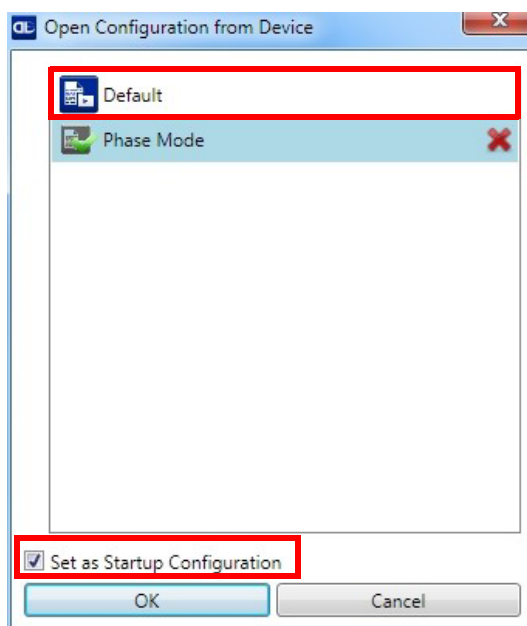 Open Configuration from Device
Default
Phase Mode
Set as Startup Configuration
OK
Cancel